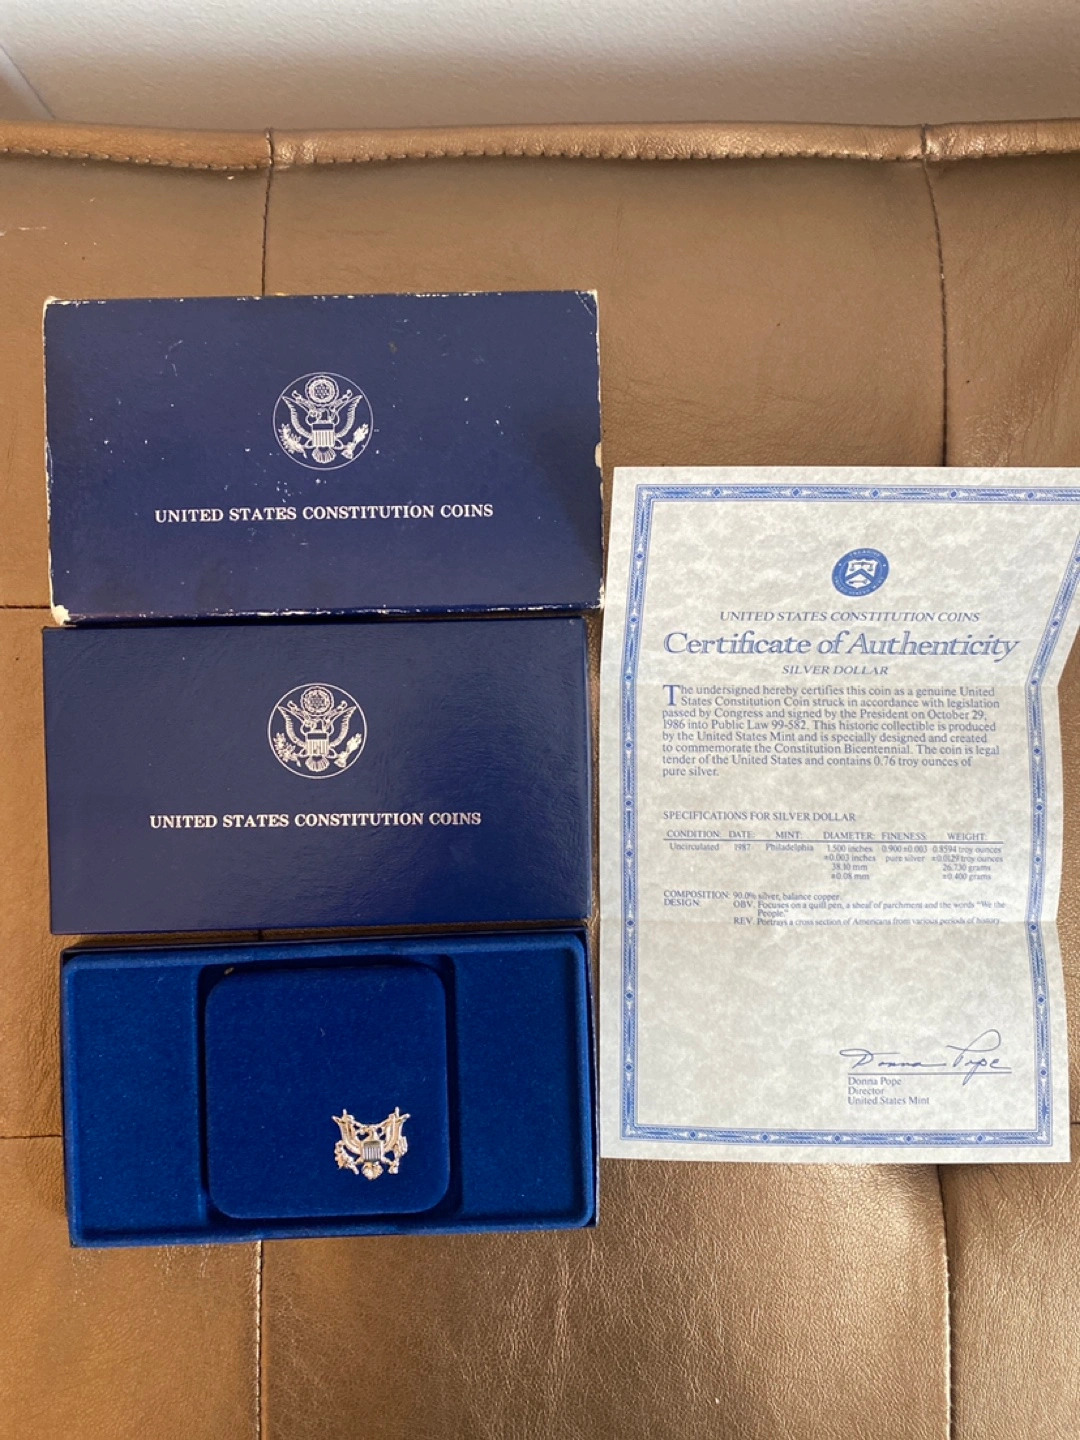 UNITED STATES CONSTITUTION COINS
UNITED STATES CONSTITUTION COINS
UNITED STATES CONSTITUTION COINS
Certificate of Authenticity
SILVER DOLLAR
The undersigned hereby certifies this coin as a genuine United
States Constitution Coin struck in accordance with legislation
passed by Congress and signed by the President on October 29,
1986 into Public Law 99-582. This historic collectible is produced
by the United States Mint and is specially designed and created
to commemorate the Constitution Bicentennial. The coin is legal
tender of the United States and contains 0.76 troy ounces of
pure silver.
SPECIFICATIONS FOR SILVER DOLLAR
CONDITION: DATE: MINT: DIAMETER: FINENESS: WEIGHT:
Uncirculated 1987 Philadelphia 1.500 inches 0.900 ±0.003 0.8594 troy ounces
±0.003 inches pure silver ±0.0129 troy ounces
38.10 mm 26.730 grams
±0.08 mm ±0.400 grams
COMPOSITION: 90.0% silver, balance copper.
DESIGN: OBV. Focuses on a quill pen, a sheaf of parchment and the words "We the
People."
REV. Portrays a cross section of Americans from various periods of history.
Donna Pope
Donna Pope
Director
United States Mint